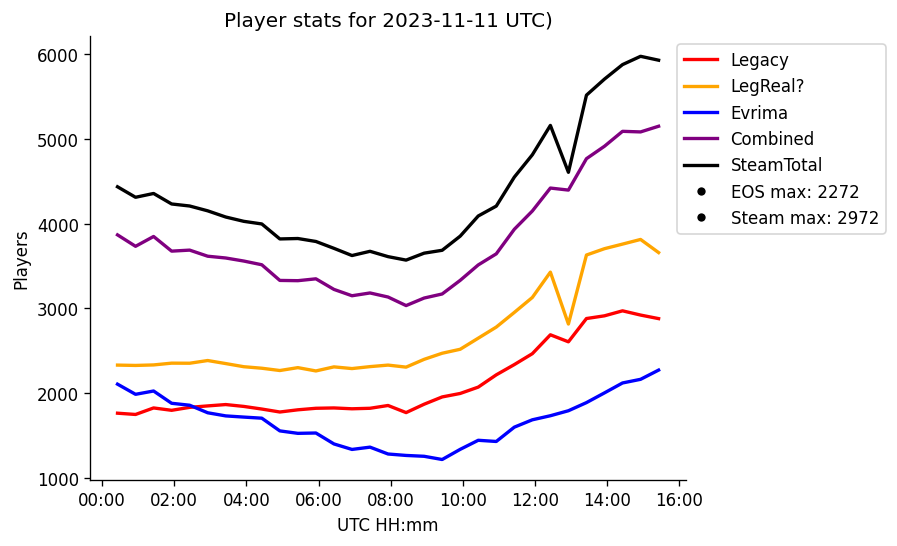 Player stats for 2023-11-11 UTC)
6000
5000
4000
3000
2000
1000
Players
00:00 02:00 04:00 06:00 08:00 10:00 12:00 14:00 16:00
UTC HH:mm
Legacy
LegReal?
Evrima
Combined
SteamTotal
EOS max: 2272
Steam max: 2972